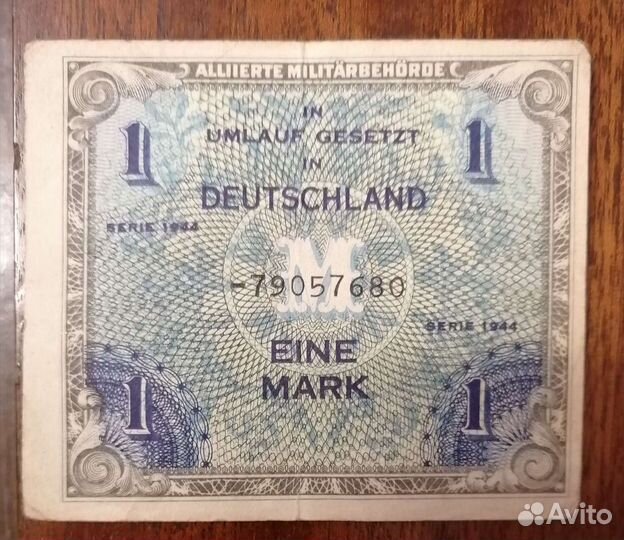 ALLIIERTE MILITÄRBEHÖRDE
1 IN 1
UMLAUF GESETZT
IN
DEUTSCHLAND
SERIE 1944
M
-79057680
SERIE 1944
EINE
1 MARK 1
Avito